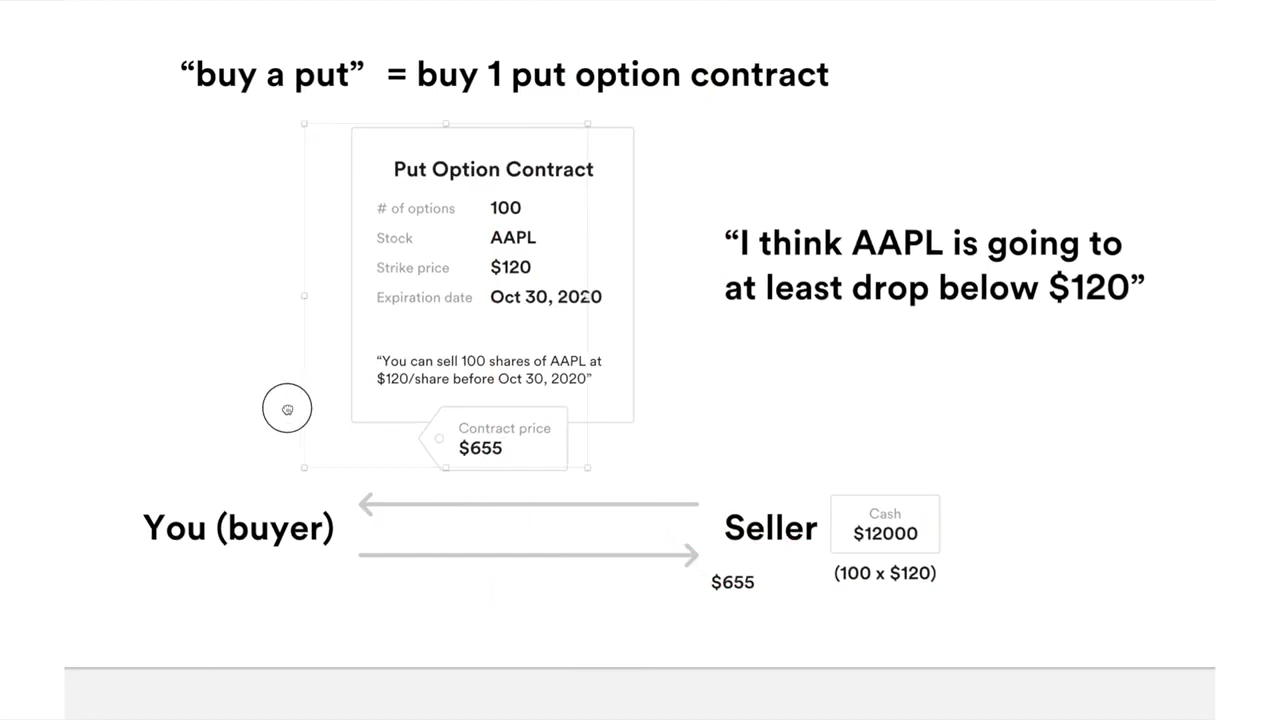 “buy a put” = buy 1 put option contract
Put Option Contract
# of options 100
Stock AAPL
Strike price $120
Expiration date Oct 30, 2020
“You can sell 100 shares of AAPL at
$120/share before Oct 30, 2020”
Contract price
$655
“I think AAPL is going to
at least drop below $120”
You (buyer)
Seller
Cash
$12000
(100 x $120)
$655